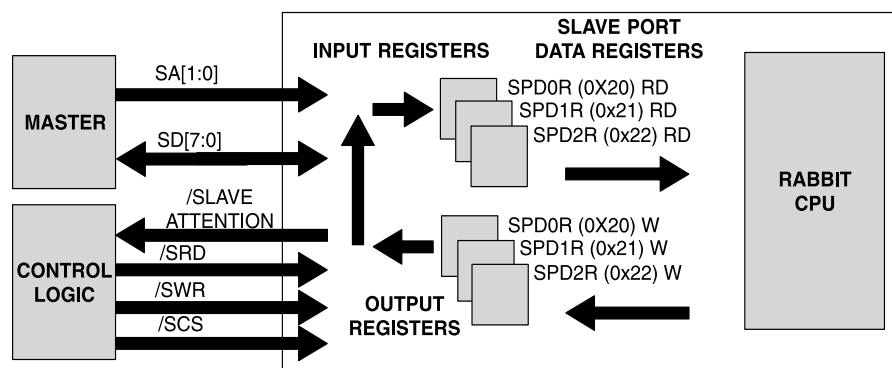 MASTER
SA[1:0]
SD[7:0]
/SLAVE
ATTENTION
CONTROL
LOGIC
/SRD
/SWR
/SCS
INPUT REGISTERS
SLAVE PORT
DATA REGISTERS
SPD0R (0X20) RD
SPD1R (0x21) RD
SPD2R (0x22) RD
SPD0R (0X20) W
SPD1R (0x21) W
SPD2R (0x22) W
OUTPUT
REGISTERS
RABBIT
CPU